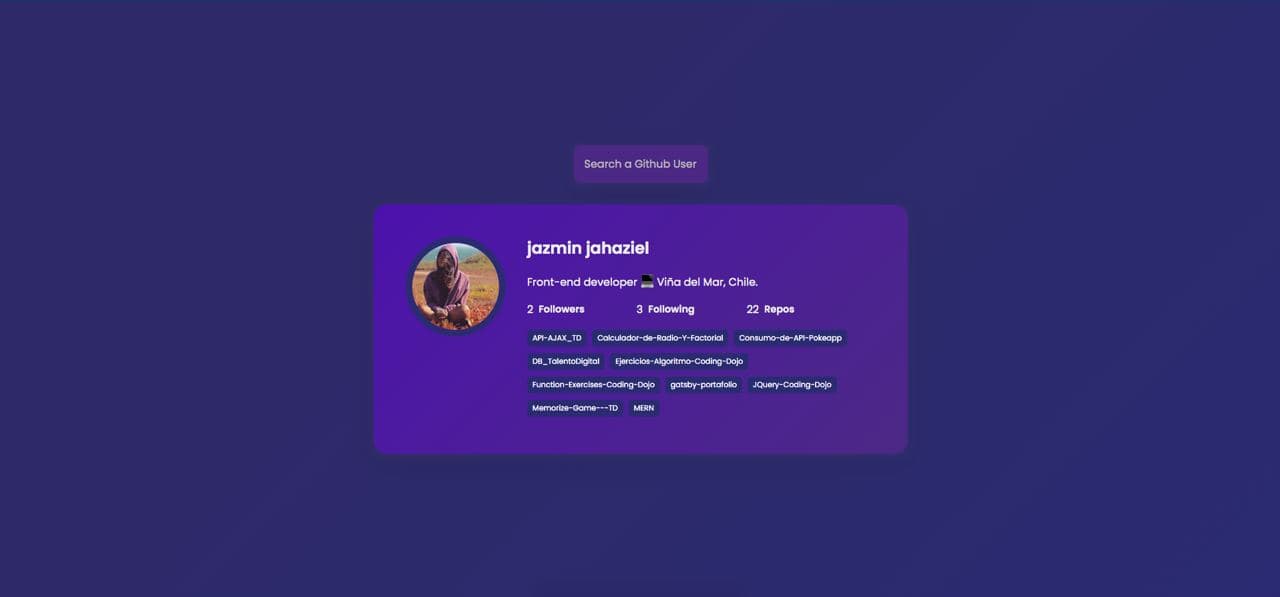 Search a Github User
jazmin jahaziel
Front-end developer 💻 Viña del Mar, Chile.
2 Followers 3 Following 22 Repos
API-AJAX_TD Calculador-de-Radio-Y-Factorial Consumo-de-API-Pokeapp
DB_TalentoDigital Ejercicios-Algoritmo-Coding-Dojo
Function-Exercises-Coding-Dojo gatsby-portafolio JQuery-Coding-Dojo
Memorize-Game---TD MERN